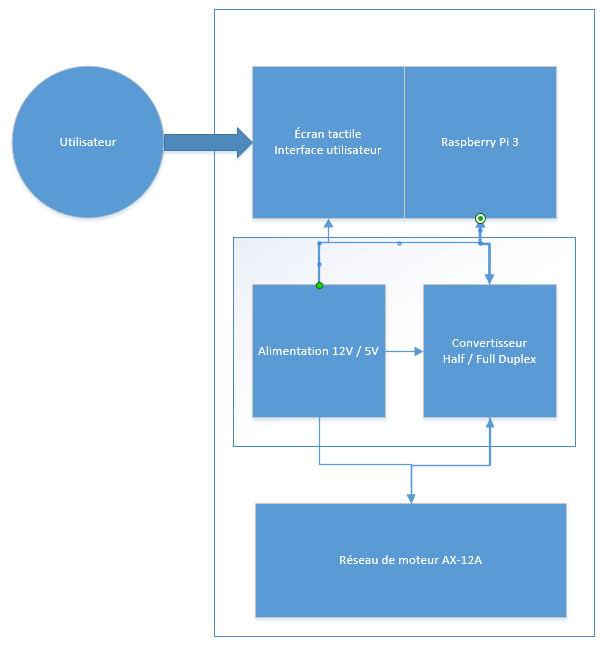 Utilisateur
Écran tactile
Interface utilisateur
Raspberry Pi 3
Alimentation 12V / 5V
Convertisseur
Half / Full Duplex
Réseau de moteur AX-12A